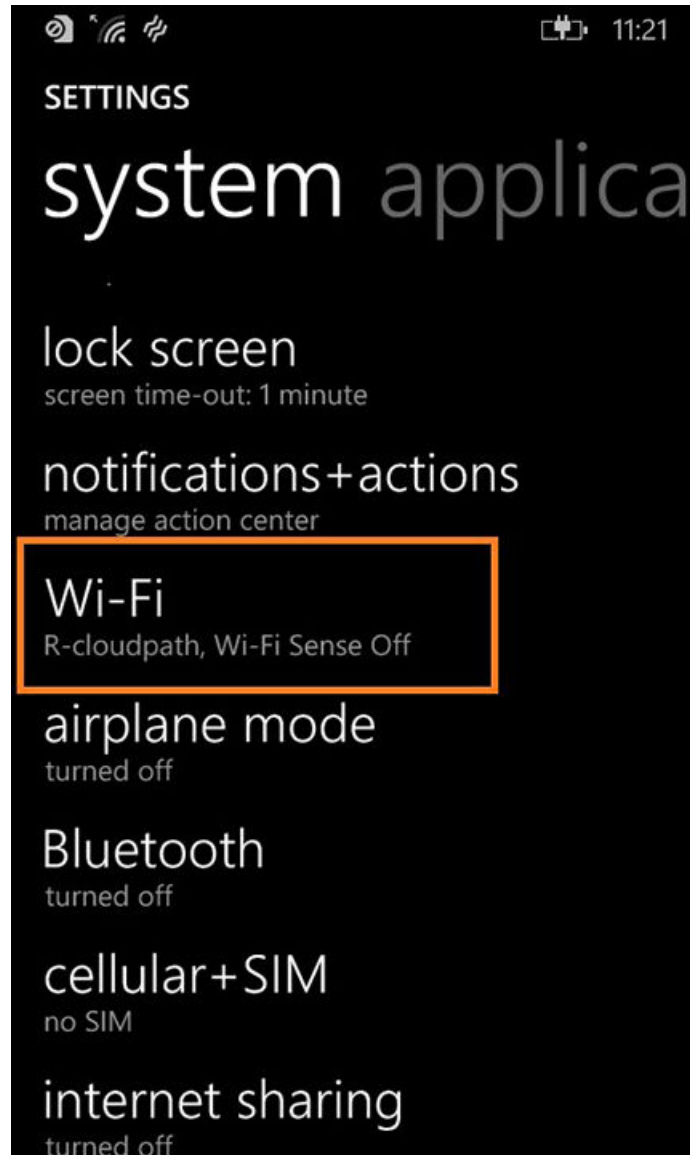 11:21
SETTINGS
system applica
lock screen
screen time-out: 1 minute
notifications+actions
manage action center
Wi-Fi
R-cloudpath, Wi-Fi Sense Off
airplane mode
turned off
Bluetooth
turned off
cellular+SIM
no SIM
internet sharing
turned off